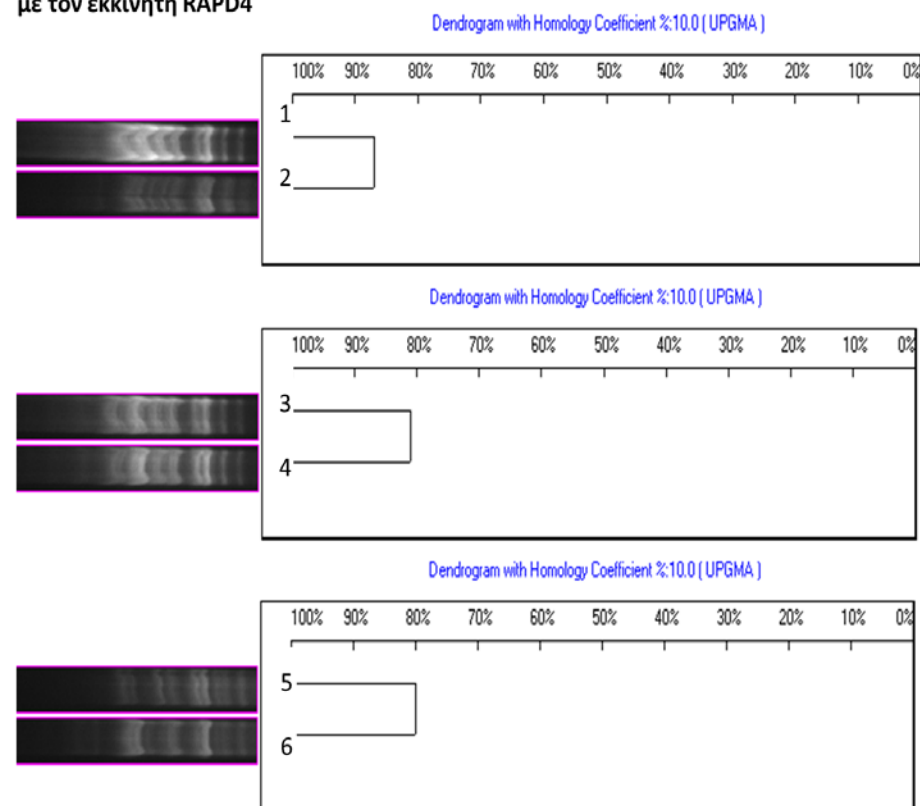 με τον εκκινητή RAPD4
Dendrogram with Homology Coefficient %:10.0 ( UPGMA )
100% 90% 80% 70% 60% 50% 40% 30% 20% 10% 0%
1
2
Dendrogram with Homology Coefficient %:10.0 ( UPGMA )
100% 90% 80% 70% 60% 50% 40% 30% 20% 10% 0%
3
4
Dendrogram with Homology Coefficient %:10.0 ( UPGMA )
100% 90% 80% 70% 60% 50% 40% 30% 20% 10% 0%
5
6